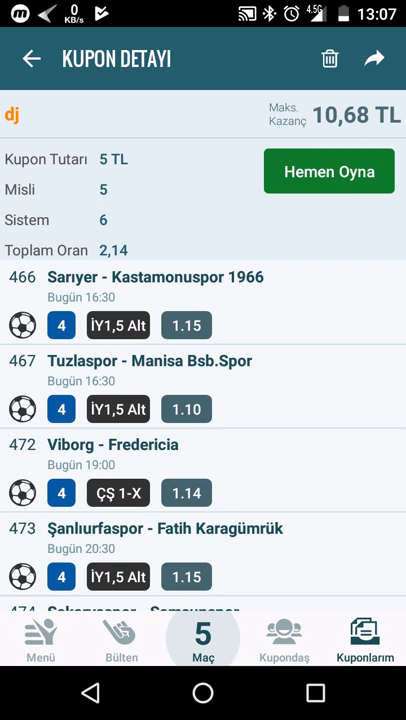 0
KB/s
4.5G
13:07
KUPON DETAYI
dj
Maks.
Kazanç
10,68 TL
Kupon Tutarı 5 TL
Misli 5
Sistem 6
Toplam Oran 2,14
Hemen Oyna
466 Sarıyer - Kastamonuspor 1966
Bugün 16:30
4 İY1,5 Alt 1.15
467 Tuzlaspor - Manisa Bsb.Spor
Bugün 16:30
4 İY1,5 Alt 1.10
472 Viborg - Fredericia
Bugün 19:00
4 ÇŞ 1-X 1.14
473 Şanlıurfaspor - Fatih Karagümrük
Bugün 20:30
4 İY1,5 Alt 1.15
474 Sakaryaspor - Samsunspor
Menü
Bülten
5
Maç
Kupondaş
Kuponlarım